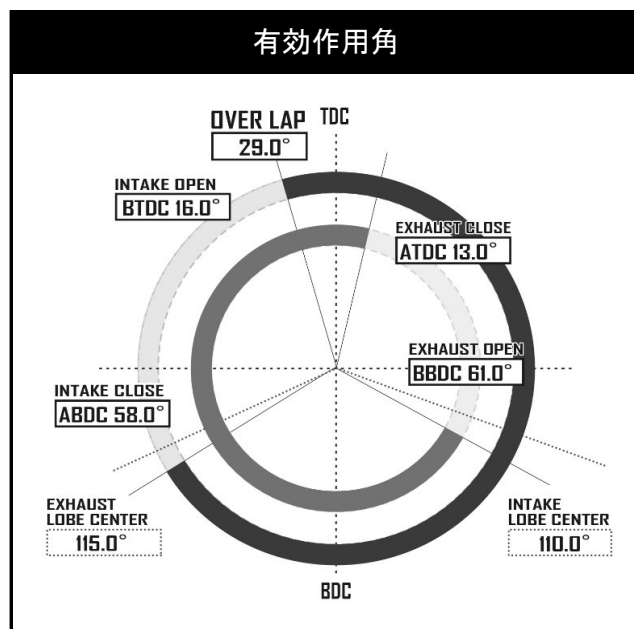 有効作用角
OVER LAP
29.0°
TDC
INTAKE OPEN
BTDC 16.0°
EXHAUST CLOSE
ATDC 13.0°
EXHAUST OPEN
BBDC 61.0°
INTAKE CLOSE
ABDC 58.0°
EXHAUST
LOBE CENTER
115.0°
INTAKE
LOBE CENTER
110.0°
BDC